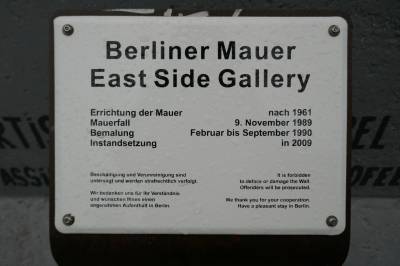 Berliner Mauer
East Side Gallery
Errichtung der Mauer nach 1961
Mauerfall 9. November 1989
Bemalung Februar bis September 1990
Instandsetzung in 2009
Beschädigung und Verunreinigung sind
untersagt und werden strafrechtlich verfolgt.
Wir bedanken uns für Ihr Verständnis
und wünschen Ihnen einen
angenehmen Aufenthalt in Berlin.
It is forbidden
to deface or damage the Wall.
Offenders will be prosecuted.
We thank you for your cooperation.
Have a pleasant stay in Berlin.